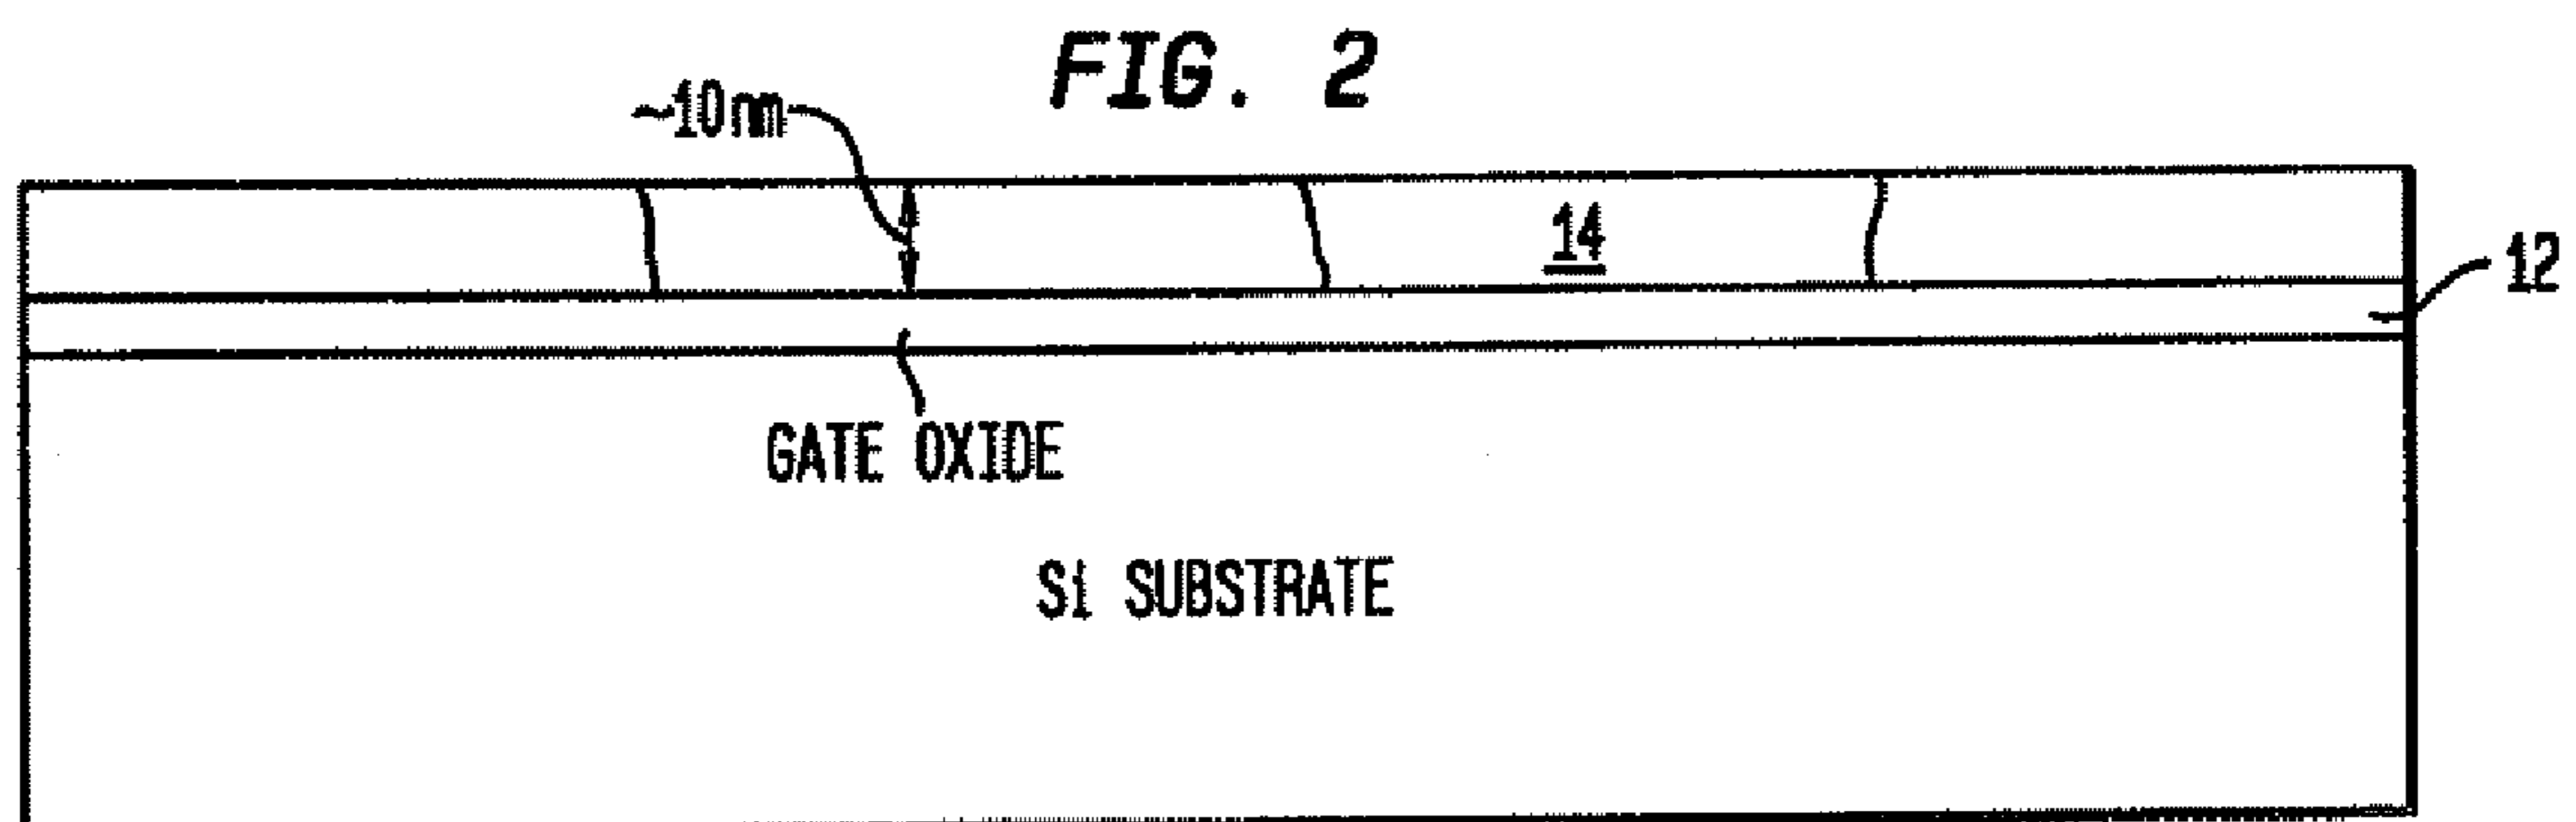 FIG. 2
~10nm
14
12
GATE OXIDE
Si SUBSTRATE